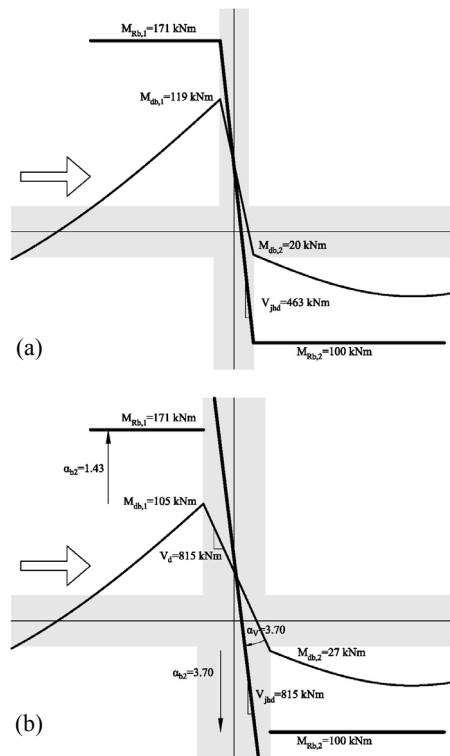 M_Rb,1=171 kNm
M_db,1=119 kNm
M_db,2=20 kNm
V_jhd=463 kNm
(a)
M_Rb,2=100 kNm
M_Rb,1=171 kNm
α_b2=1.43
M_db,1=105 kNm
V_d=815 kNm
α_V=3.70
M_db,2=27 kNm
α_b2=3.70
V_jhd=815 kNm
(b)
M_Rb,2=100 kNm